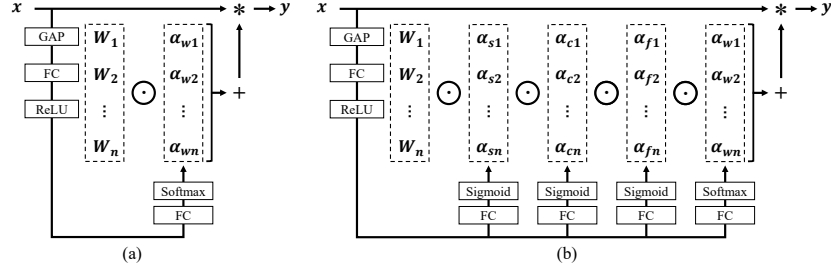 x * y
GAP
FC
ReLU
W1 αw1
W2 ⊙ αw2 +
⋮ ⋮
Wn αwn
Softmax
FC
(a)
x * y
GAP
FC
ReLU
W1 αs1 αc1 αf1 αw1
W2 ⊙ αs2 ⊙ αc2 ⊙ αf2 ⊙ αw2 +
⋮ ⋮ ⋮ ⋮ ⋮
Wn αsn αcn αfn αwn
Sigmoid Sigmoid Sigmoid Softmax
FC FC FC FC
(b)